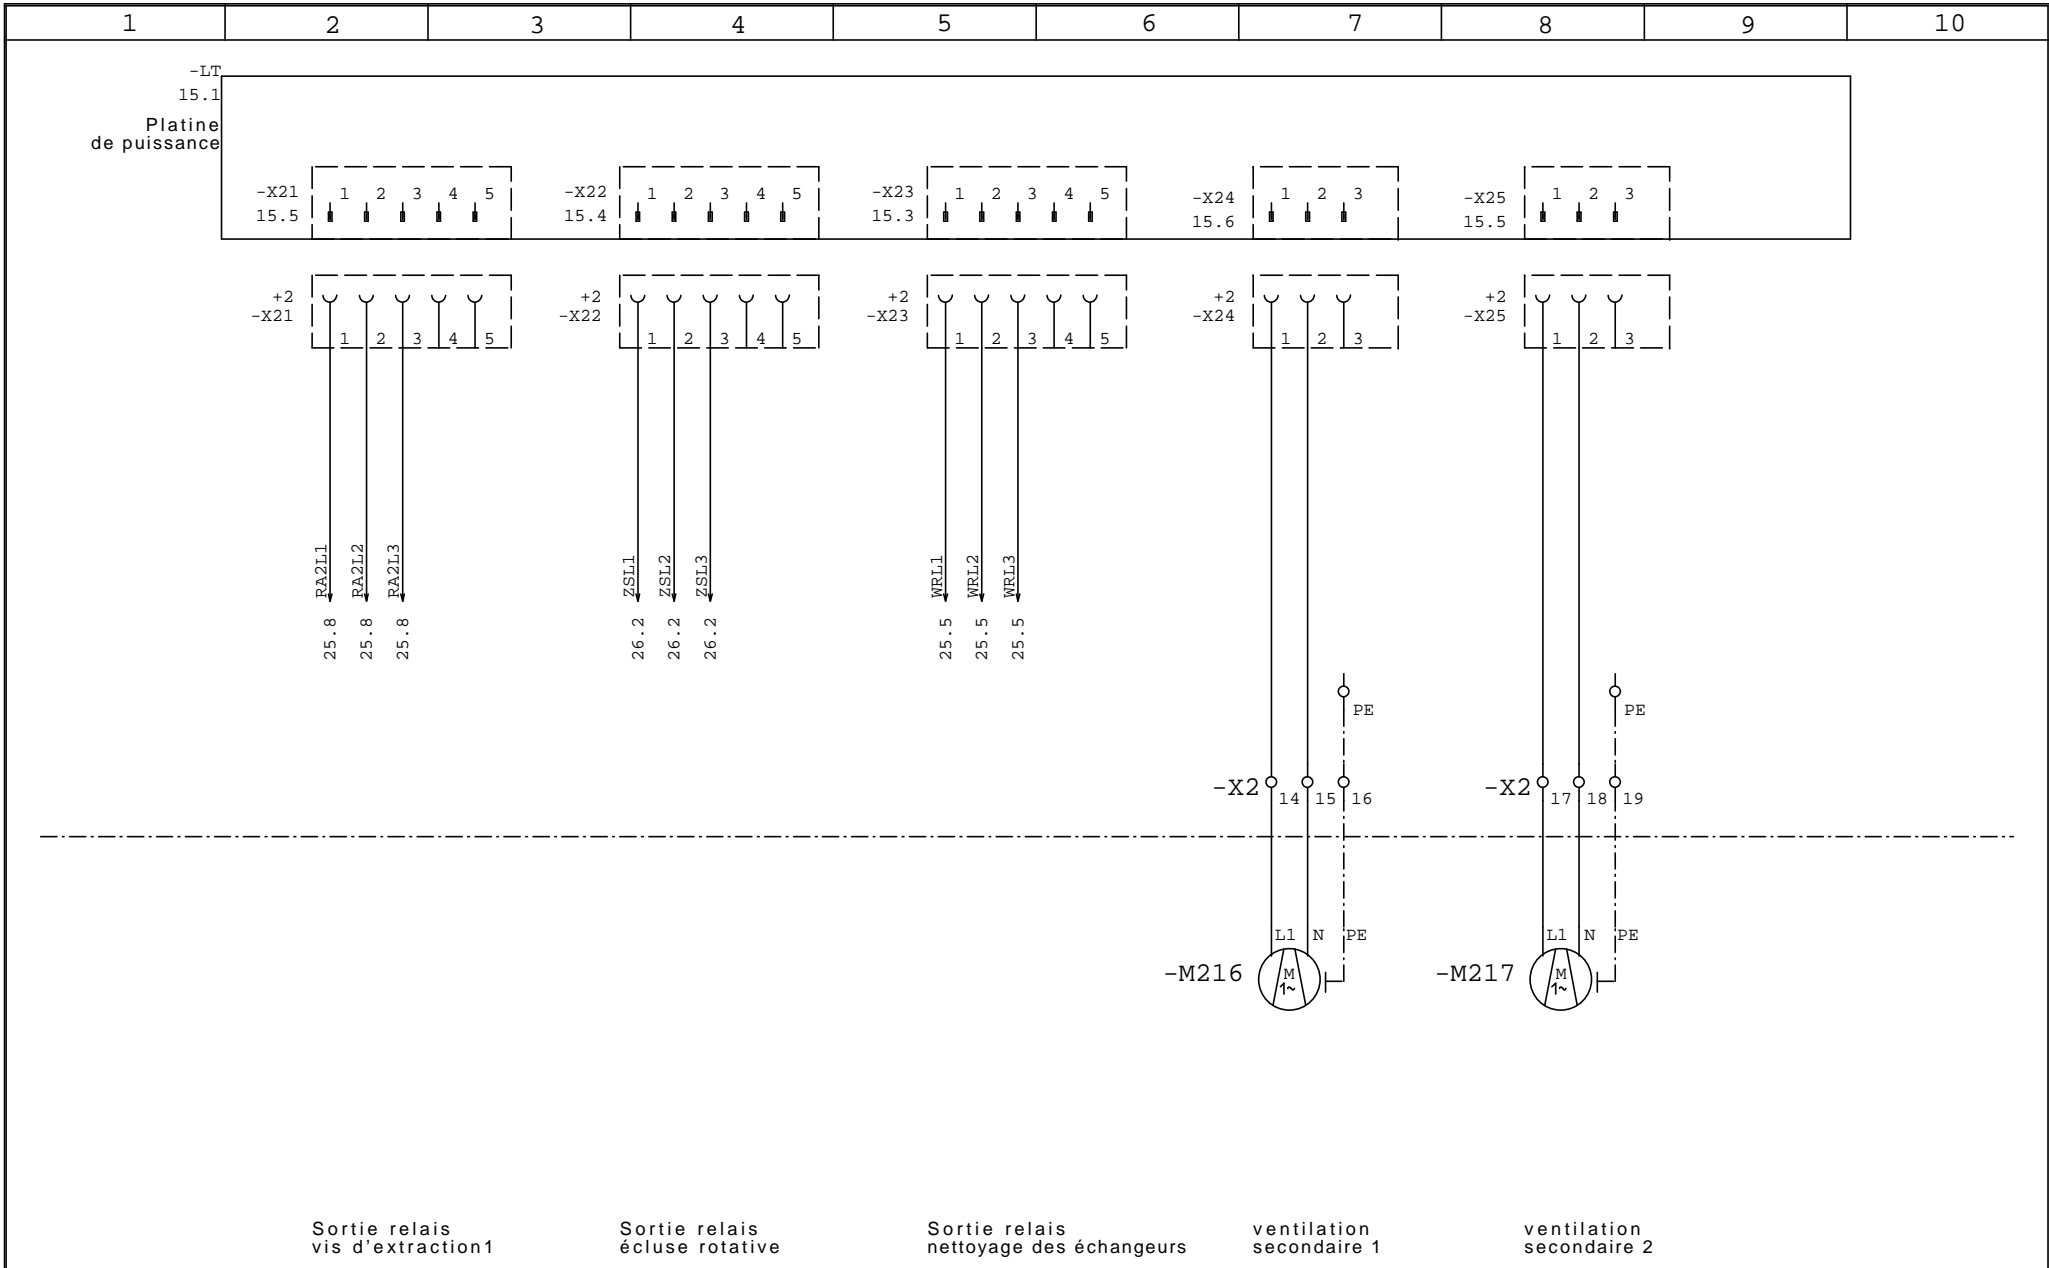 1 2 3 4 5 6 7 8 9 10
-LT
15.1
Platine
de puissance
-X21 1 2 3 4 5
15.5
-X22 1 2 3 4 5
15.4
-X23 1 2 3 4 5
15.3
-X24 1 2 3
15.6
-X25 1 2 3
15.5
+2
-X21
1 2 3 4 5
+2
-X22
1 2 3 4 5
+2
-X23
1 2 3 4 5
+2
-X24
1 2 3
+2
-X25
1 2 3
RA2L1 RA2L2 RA2L3
25.8 25.8 25.8
ZSL1 ZSL2 ZSL3
26.2 26.2 26.2
WRL1 WRL2 WRL3
25.5 25.5 25.5
PE
PE
-X2 14 15 16
-X2 17 18 19
L1 N PE
-M216 M
1~
L1 N PE
-M217 M
1~
Sortie relais
vis d'extraction1
Sortie relais
écluse rotative
Sortie relais
nettoyage des échangeurs
ventilation
secondaire 1
ventilation
secondaire 2